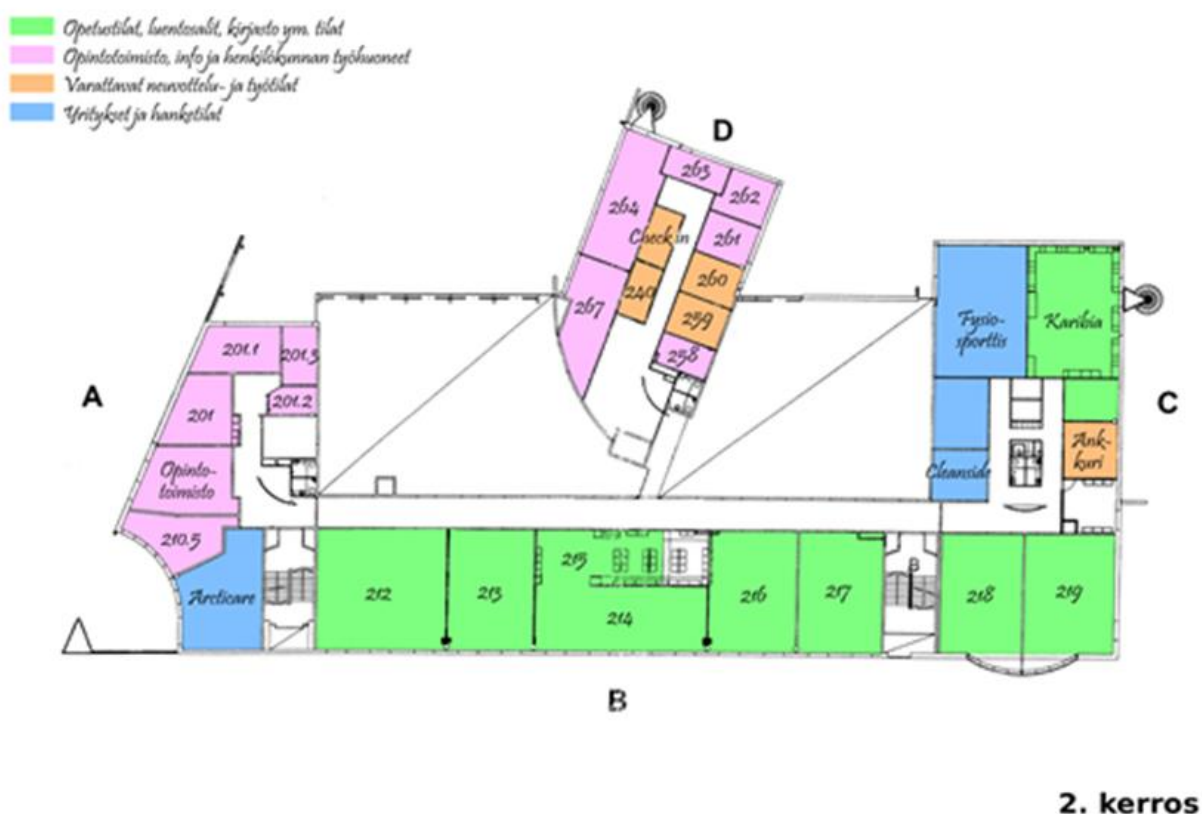 Opetustilat, luentosalit, kirjasto ym. tilat
Opintotoimisto, info ja henkilökunnan työhuoneet
Varattavat neuvottelu- ja työtilat
Yritykset ja hanketilat
D
263
262
264
Check in
261
260
240
267
259
258
201.1
201.3
201.2
201
A
Opinto-
toimisto
210.5
Arcticare
Fysio-
sporttis
Karibia
C
Ank-
kuri
Cleanside
212
213
215
214
216
217
218
219
B
2. kerros